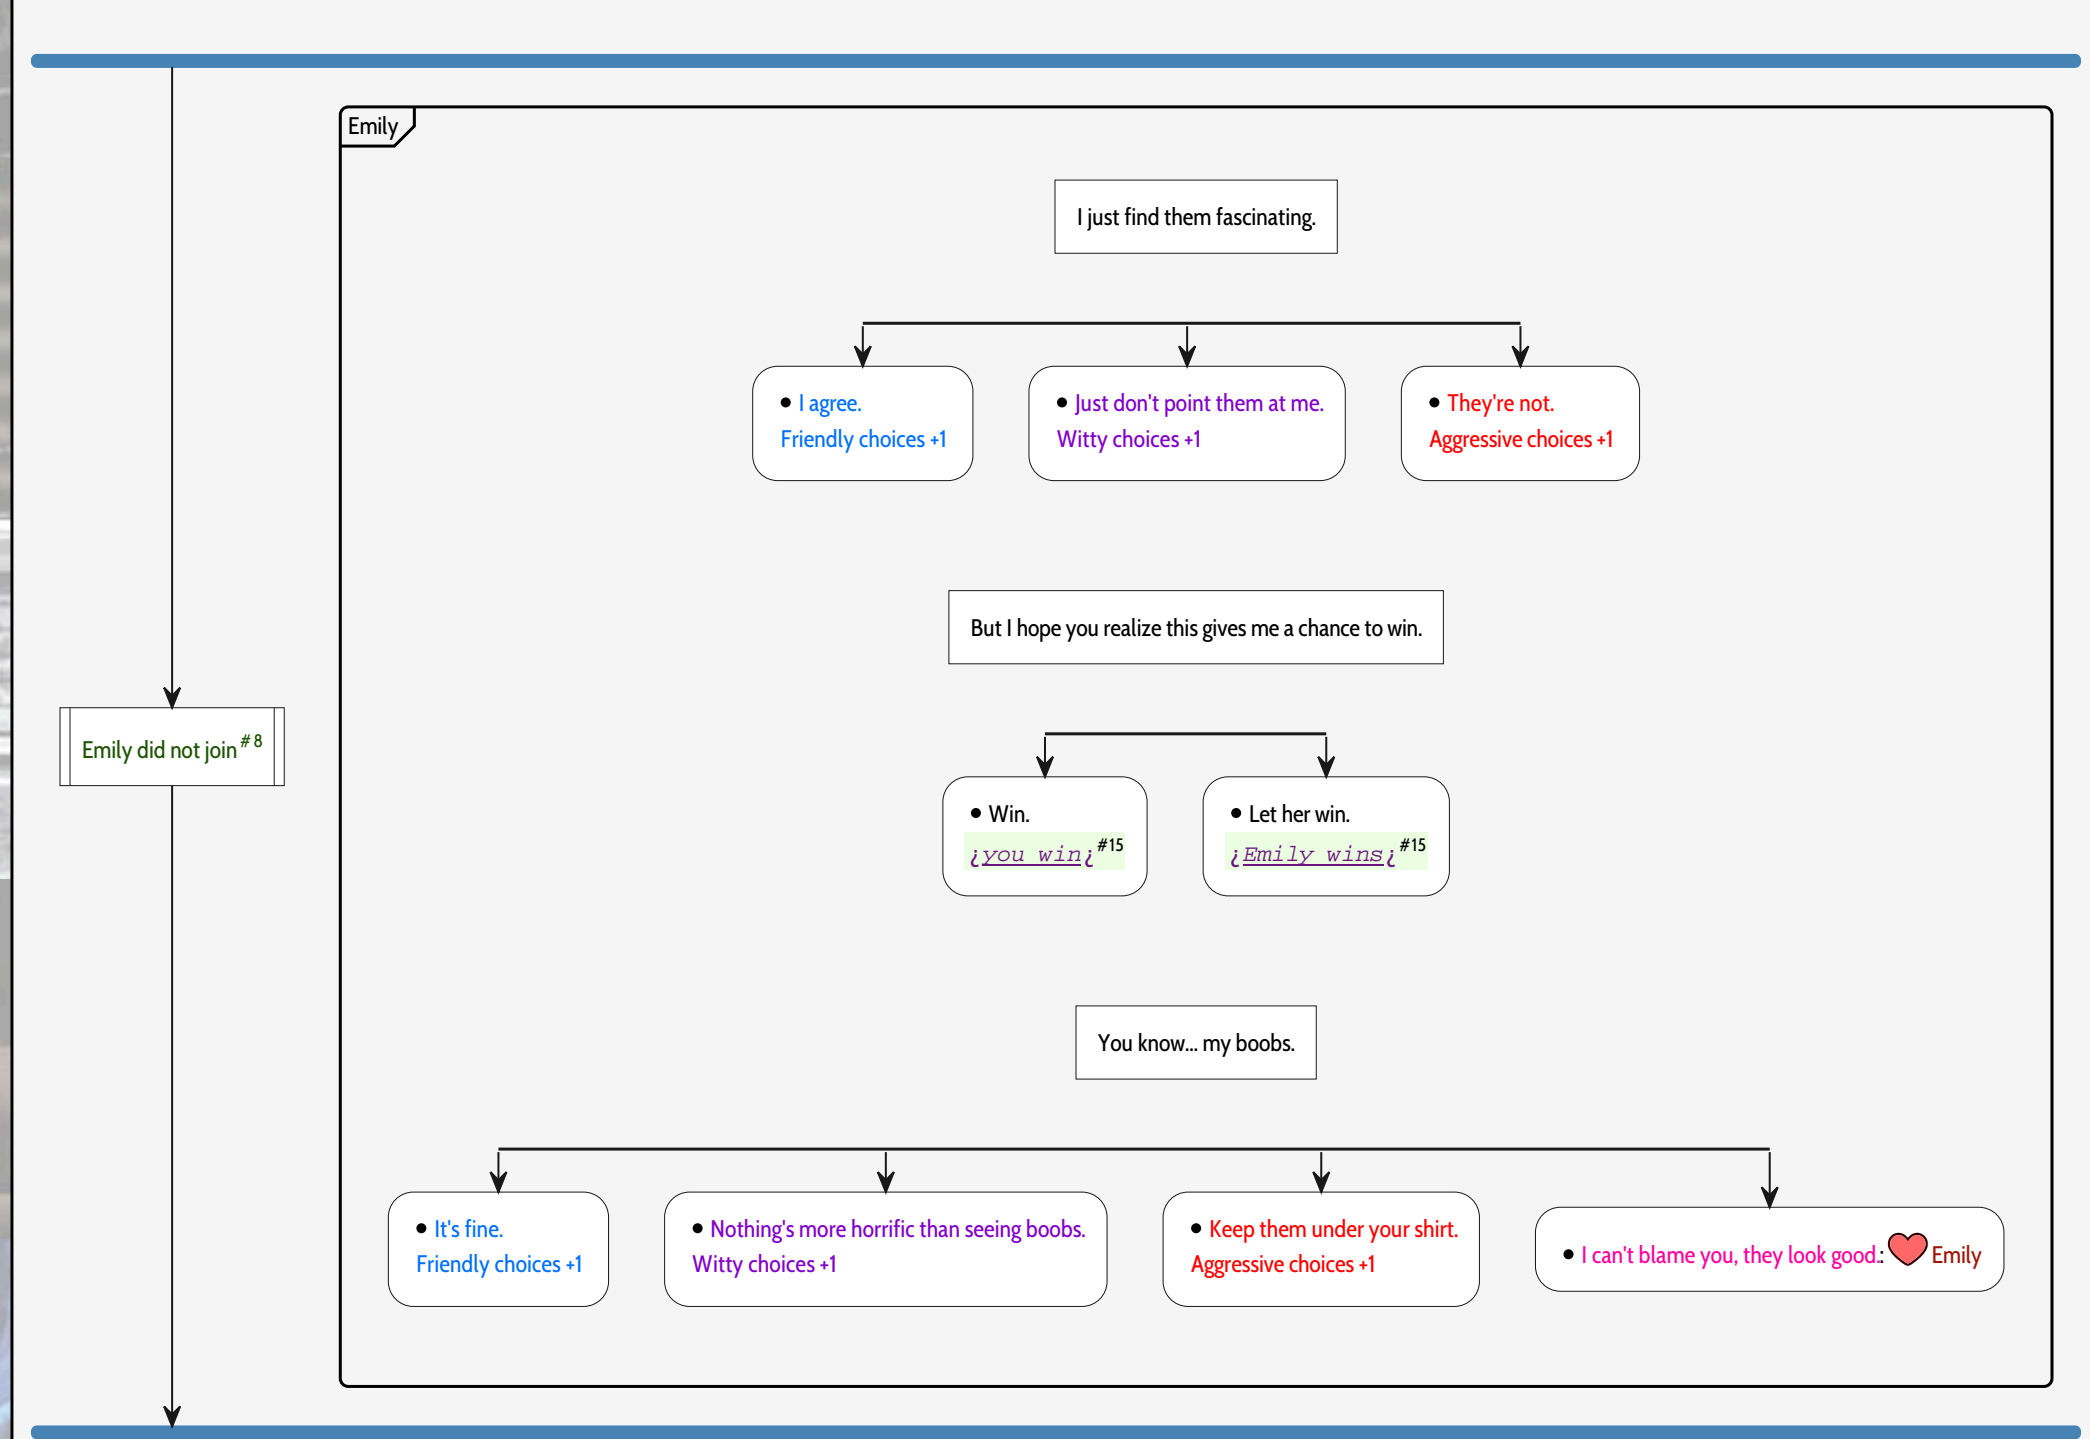 Emily
I just find them fascinating.
• I agree.
Friendly choices +1
• Just don't point them at me.
Witty choices +1
• They're not.
Aggressive choices +1
But I hope you realize this gives me a chance to win.
Emily did not join #8
• Win.
¿you win¿ #15
• Let her win.
¿Emily wins¿ #15
You know... my boobs.
• It's fine.
Friendly choices +1
• Nothing's more horrific than seeing boobs.
Witty choices +1
• Keep them under your shirt.
Aggressive choices +1
• I can't blame you, they look good.: Emily